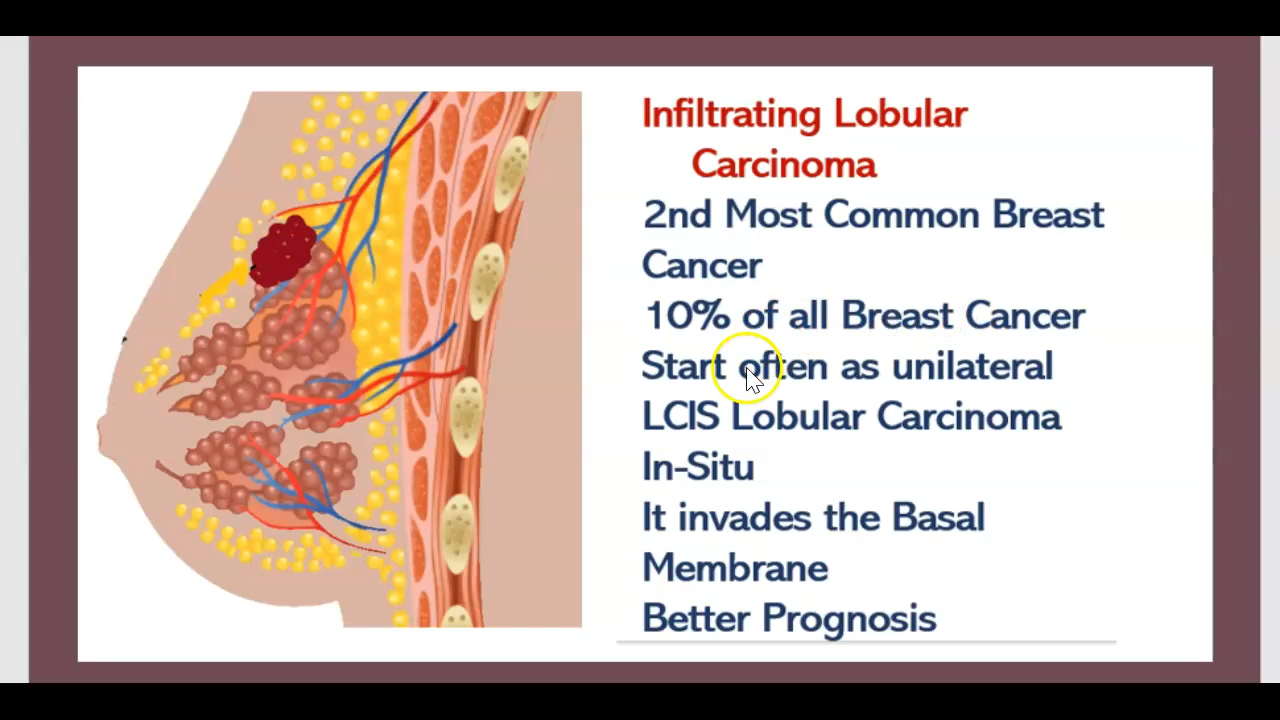 Infiltrating Lobular
Carcinoma
2nd Most Common Breast
Cancer
10% of all Breast Cancer
Start often as unilateral
LCIS Lobular Carcinoma
In-Situ
It invades the Basal
Membrane
Better Prognosis